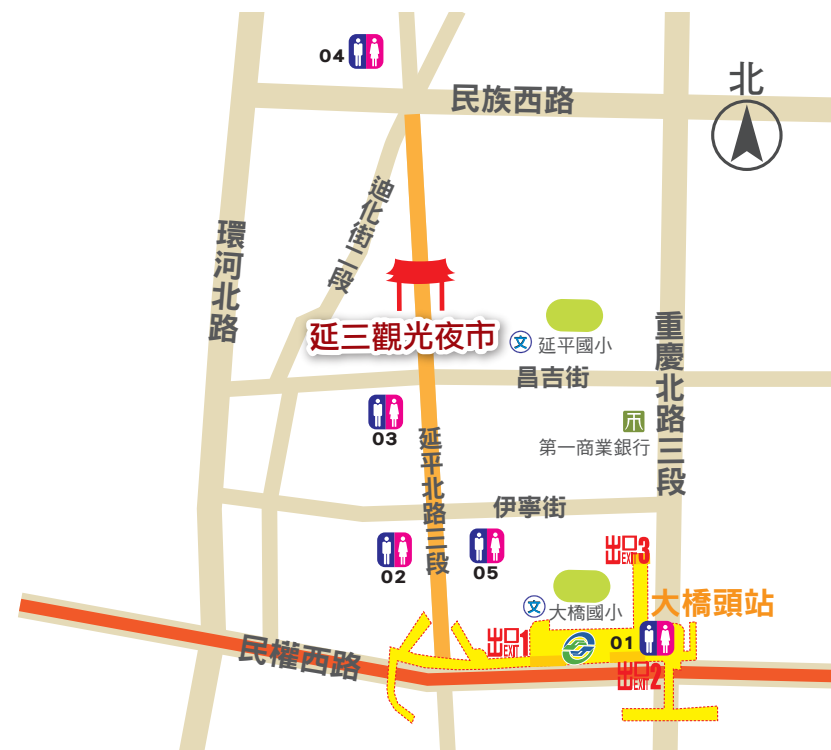 04
民族西路
北
迪化街二段
環河北路
延三觀光夜市
文
延平國小
重慶北路三段
昌吉街
03
延平北路三段
第一商業銀行
伊寧街
02
05
出口3
EXIT
文
大橋國小
大橋頭站
出口1
EXIT
01
民權西路
出口2
EXIT